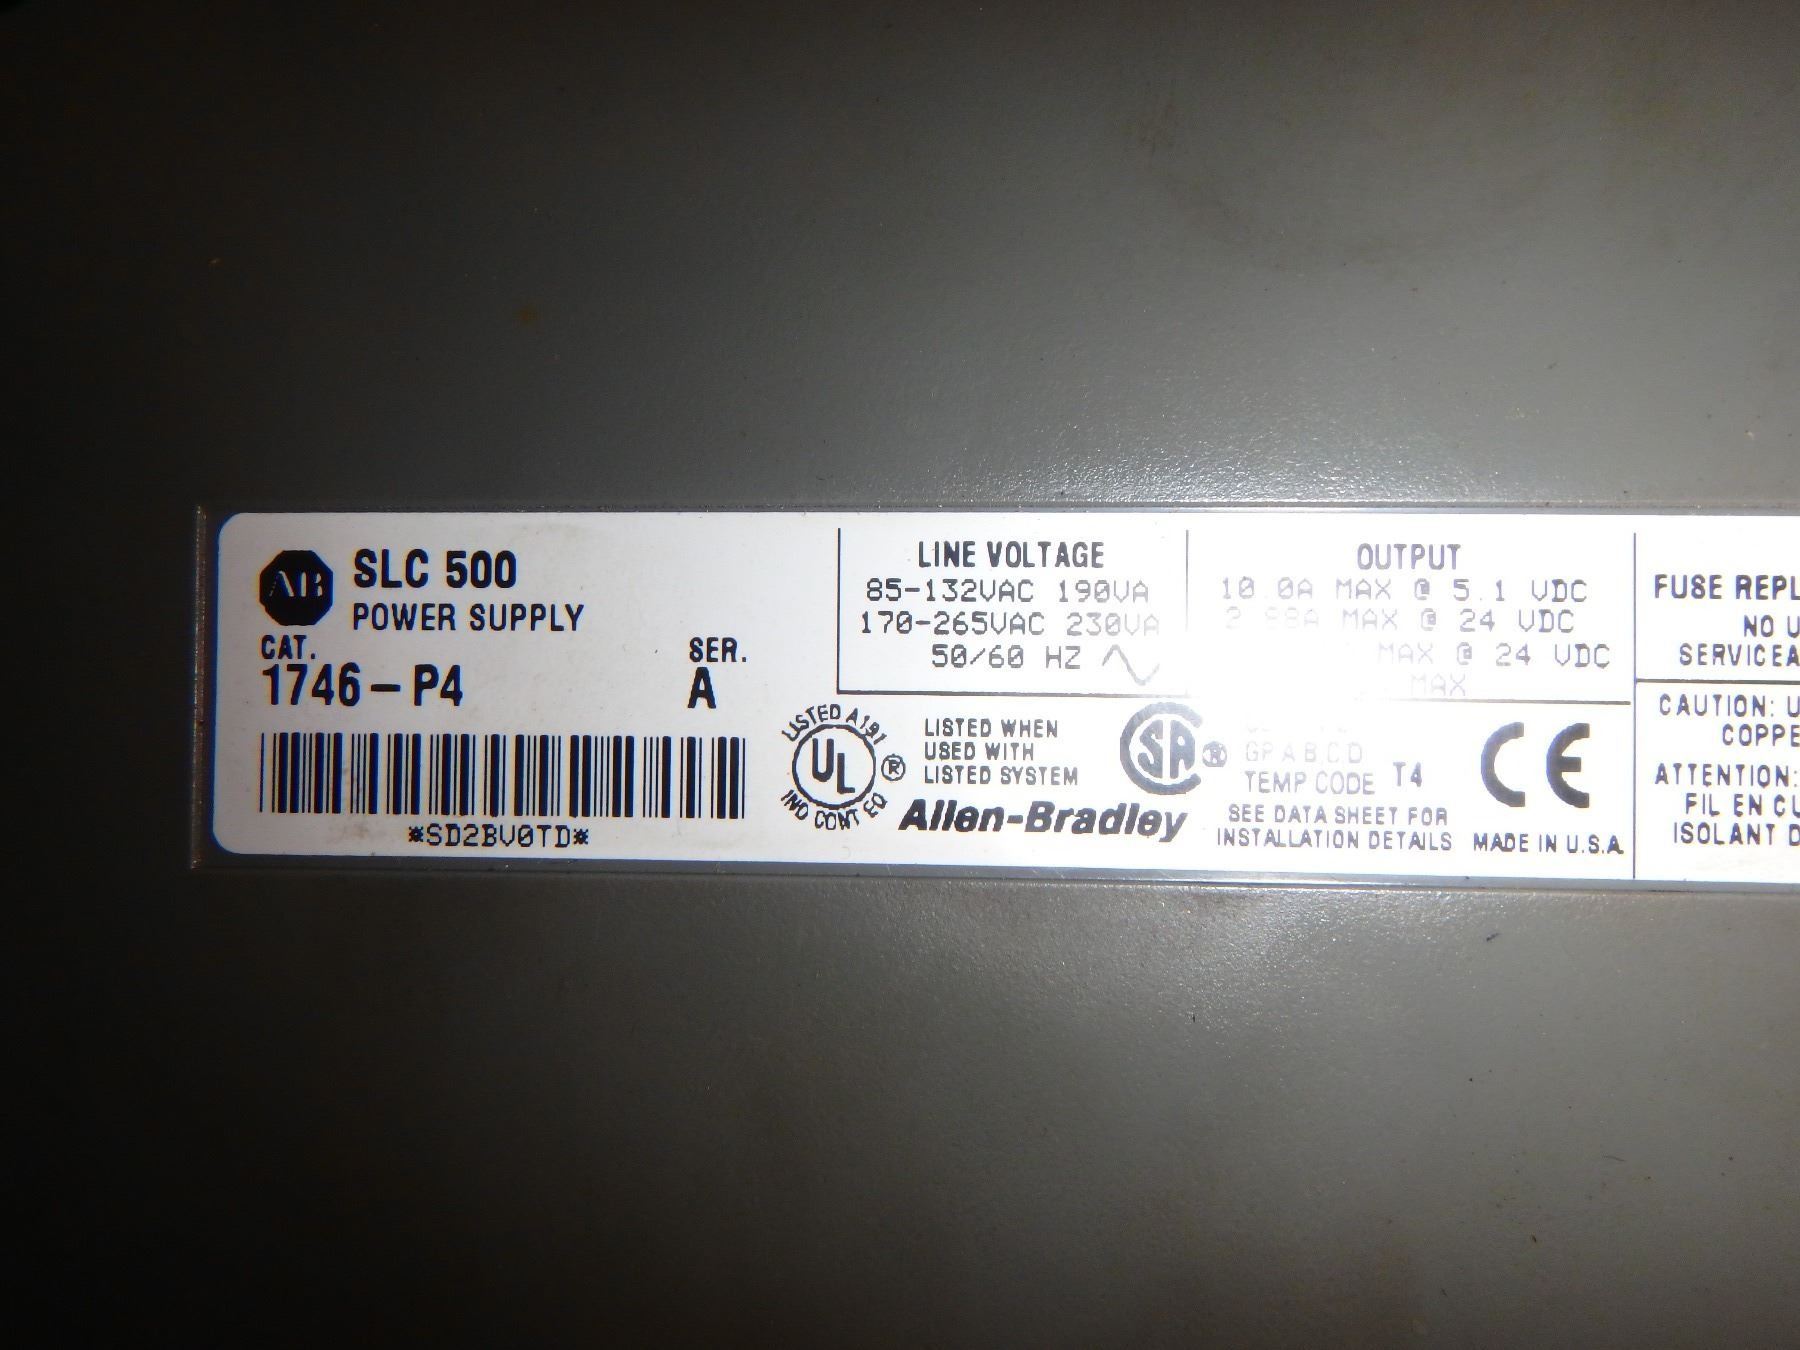 AB
SLC 500
POWER SUPPLY
CAT.
1746-P4
SER.
A
*SD2BV0TD*
LINE VOLTAGE
85-132VAC 190VA
170-265VAC 230VA
50/60 HZ
OUTPUT
10.0A MAX @ 5.1 VDC
2.88A MAX @ 24 VDC
MAX @ 24 VDC
MAX
LISTED A191
UL ®
IND CONT EQ
LISTED WHEN
USED WITH
LISTED SYSTEM
Allen-Bradley
SA ®
GP A,B,C,D
TEMP CODE T4
SEE DATA SHEET FOR
INSTALLATION DETAILS
CE
MADE IN U.S.A.
FUSE REPL
NO U
SERVICEA
CAUTION: U
COPPE
ATTENTION:
FIL EN CU
ISOLANT D